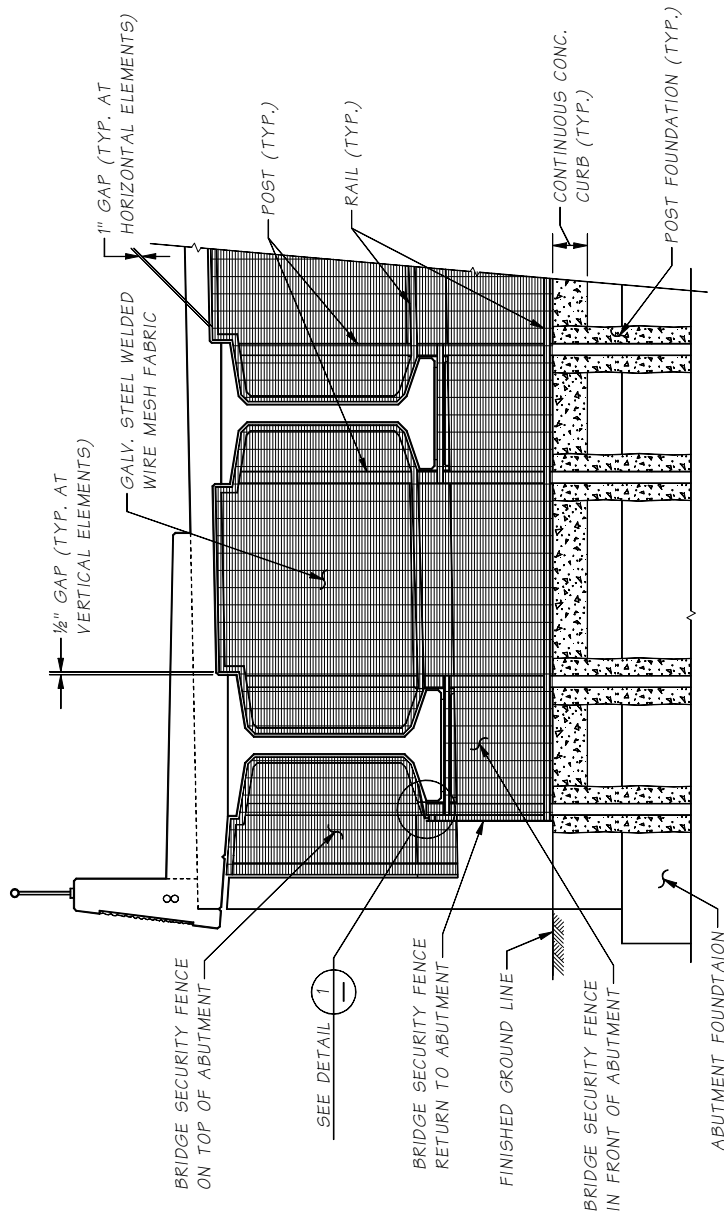 ½" GAP (TYP. AT
VERTICAL ELEMENTS)
GALV. STEEL WELDED
WIRE MESH FABRIC
1" GAP (TYP. AT
HORIZONTAL ELEMENTS)
POST (TYP.)
RAIL (TYP.)
CONTINUOUS CONC.
CURB (TYP.)
POST FOUNDATION (TYP.)
8
BRIDGE SECURITY FENCE
ON TOP OF ABUTMENT
SEE DETAIL
1
BRIDGE SECURITY FENCE
RETURN TO ABUTMENT
FINISHED GROUND LINE
BRIDGE SECURITY FENCE
IN FRONT OF ABUTMENT
ABUTMENT FOUNDTAION